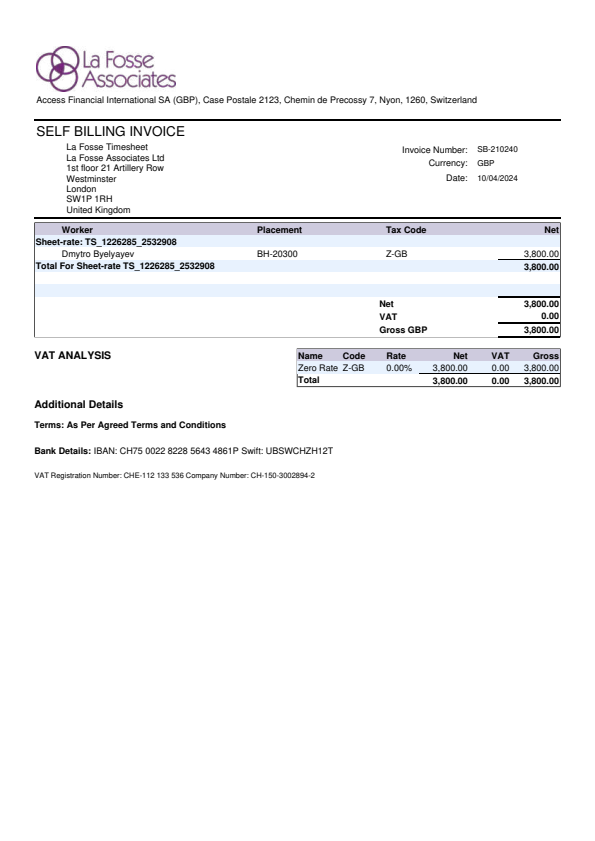 La Fosse
Associates
Access Financial International SA (GBP), Case Postale 2123, Chemin de Precossy 7, Nyon, 1260, Switzerland
SELF BILLING INVOICE
La Fosse Timesheet
La Fosse Associates Ltd
1st floor 21 Artillery Row
Westminster
London
SW1P 1RH
United Kingdom
Invoice Number: SB-210240
Currency: GBP
Date: 10/04/2024
Worker Placement Tax Code Net
Sheet-rate: TS_1226285_2532908
Dmytro Byelyayev BH-20300 Z-GB 3,800.00
Total For Sheet-rate TS_1226285_2532908 3,800.00
Net 3,800.00
VAT 0.00
Gross GBP 3,800.00
VAT ANALYSIS
Name Code Rate Net VAT Gross
Zero Rate Z-GB 0.00% 3,800.00 0.00 3,800.00
Total 3,800.00 0.00 3,800.00
Additional Details
Terms: As Per Agreed Terms and Conditions
Bank Details: IBAN: CH75 0022 8228 5643 4861P Swift: UBSWCHZH12T
VAT Registration Number: CHE-112 133 536 Company Number: CH-150-3002894-2